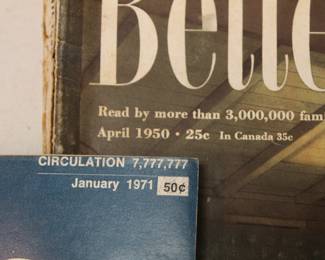 Bette
Read by more than 3,000,000 fami
April 1950 · 25c In Canada 35c
CIRCULATION 7,777,777
January 1971 50¢